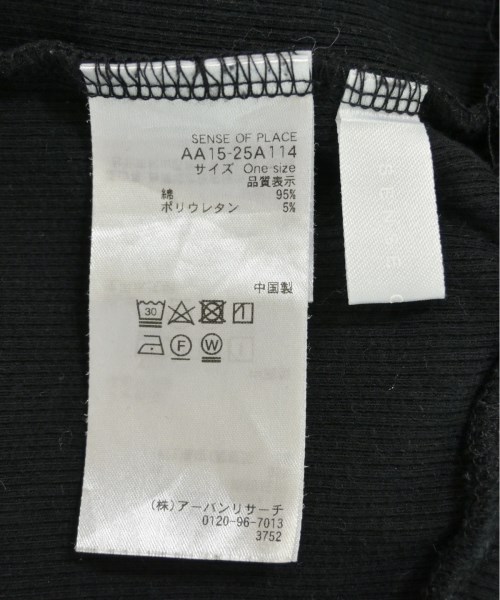 SENSE OF PLACE
AA15-25A114
サイズ One size
品質表示
綿 95%
ポリウレタン 5%
中国製
30
F W
(株)アーバンリサーチ
0120-96-7013
3752